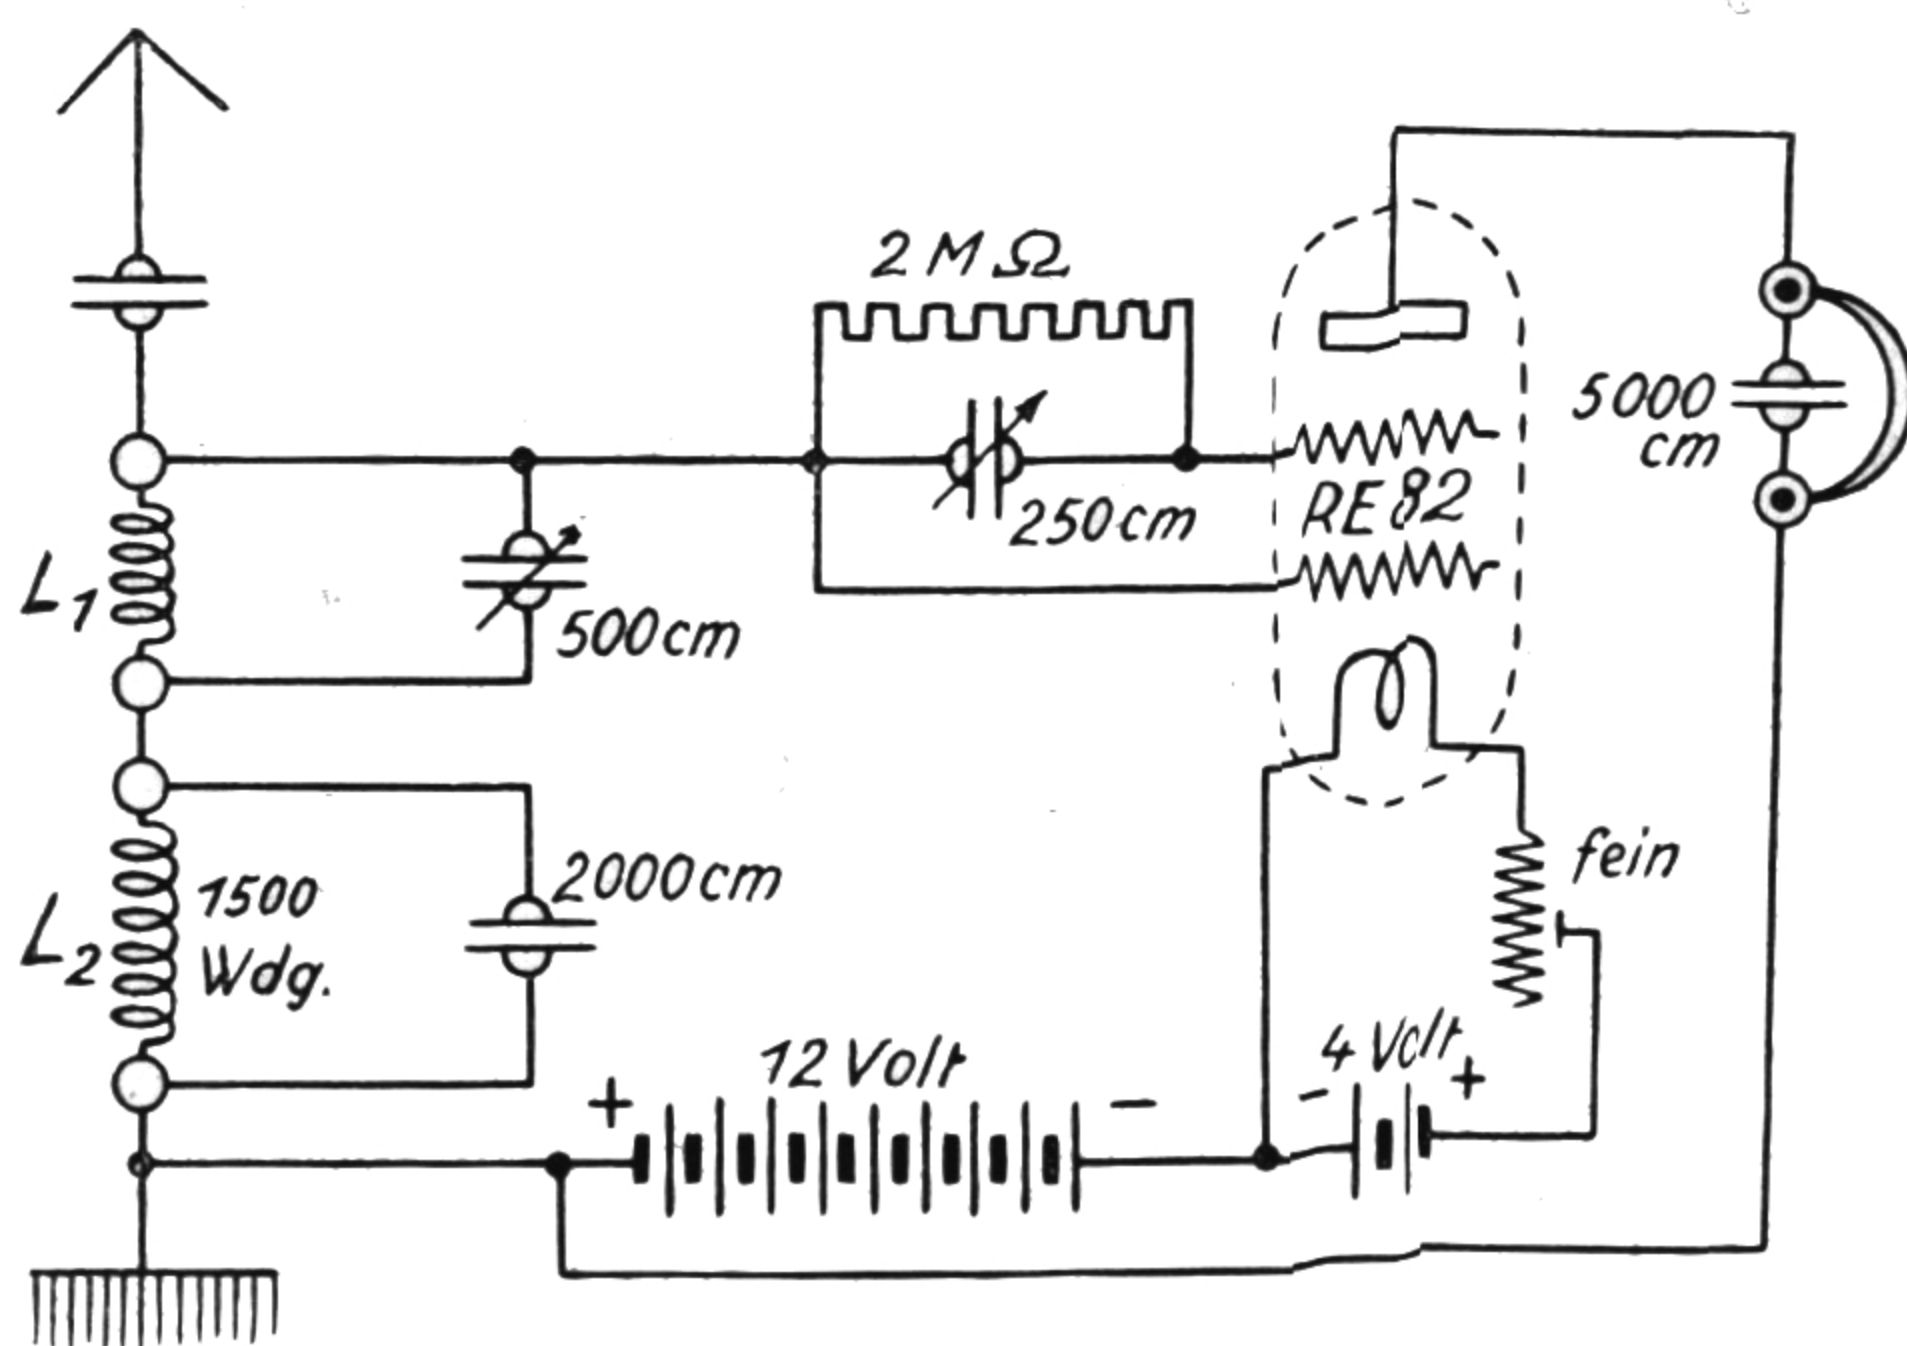 2 MΩ
5000
cm
RE 82
250 cm
L1
500 cm
fein
2000 cm
1500
Wdg.
L2
12 Volt
+
-
4 Volt
-
+